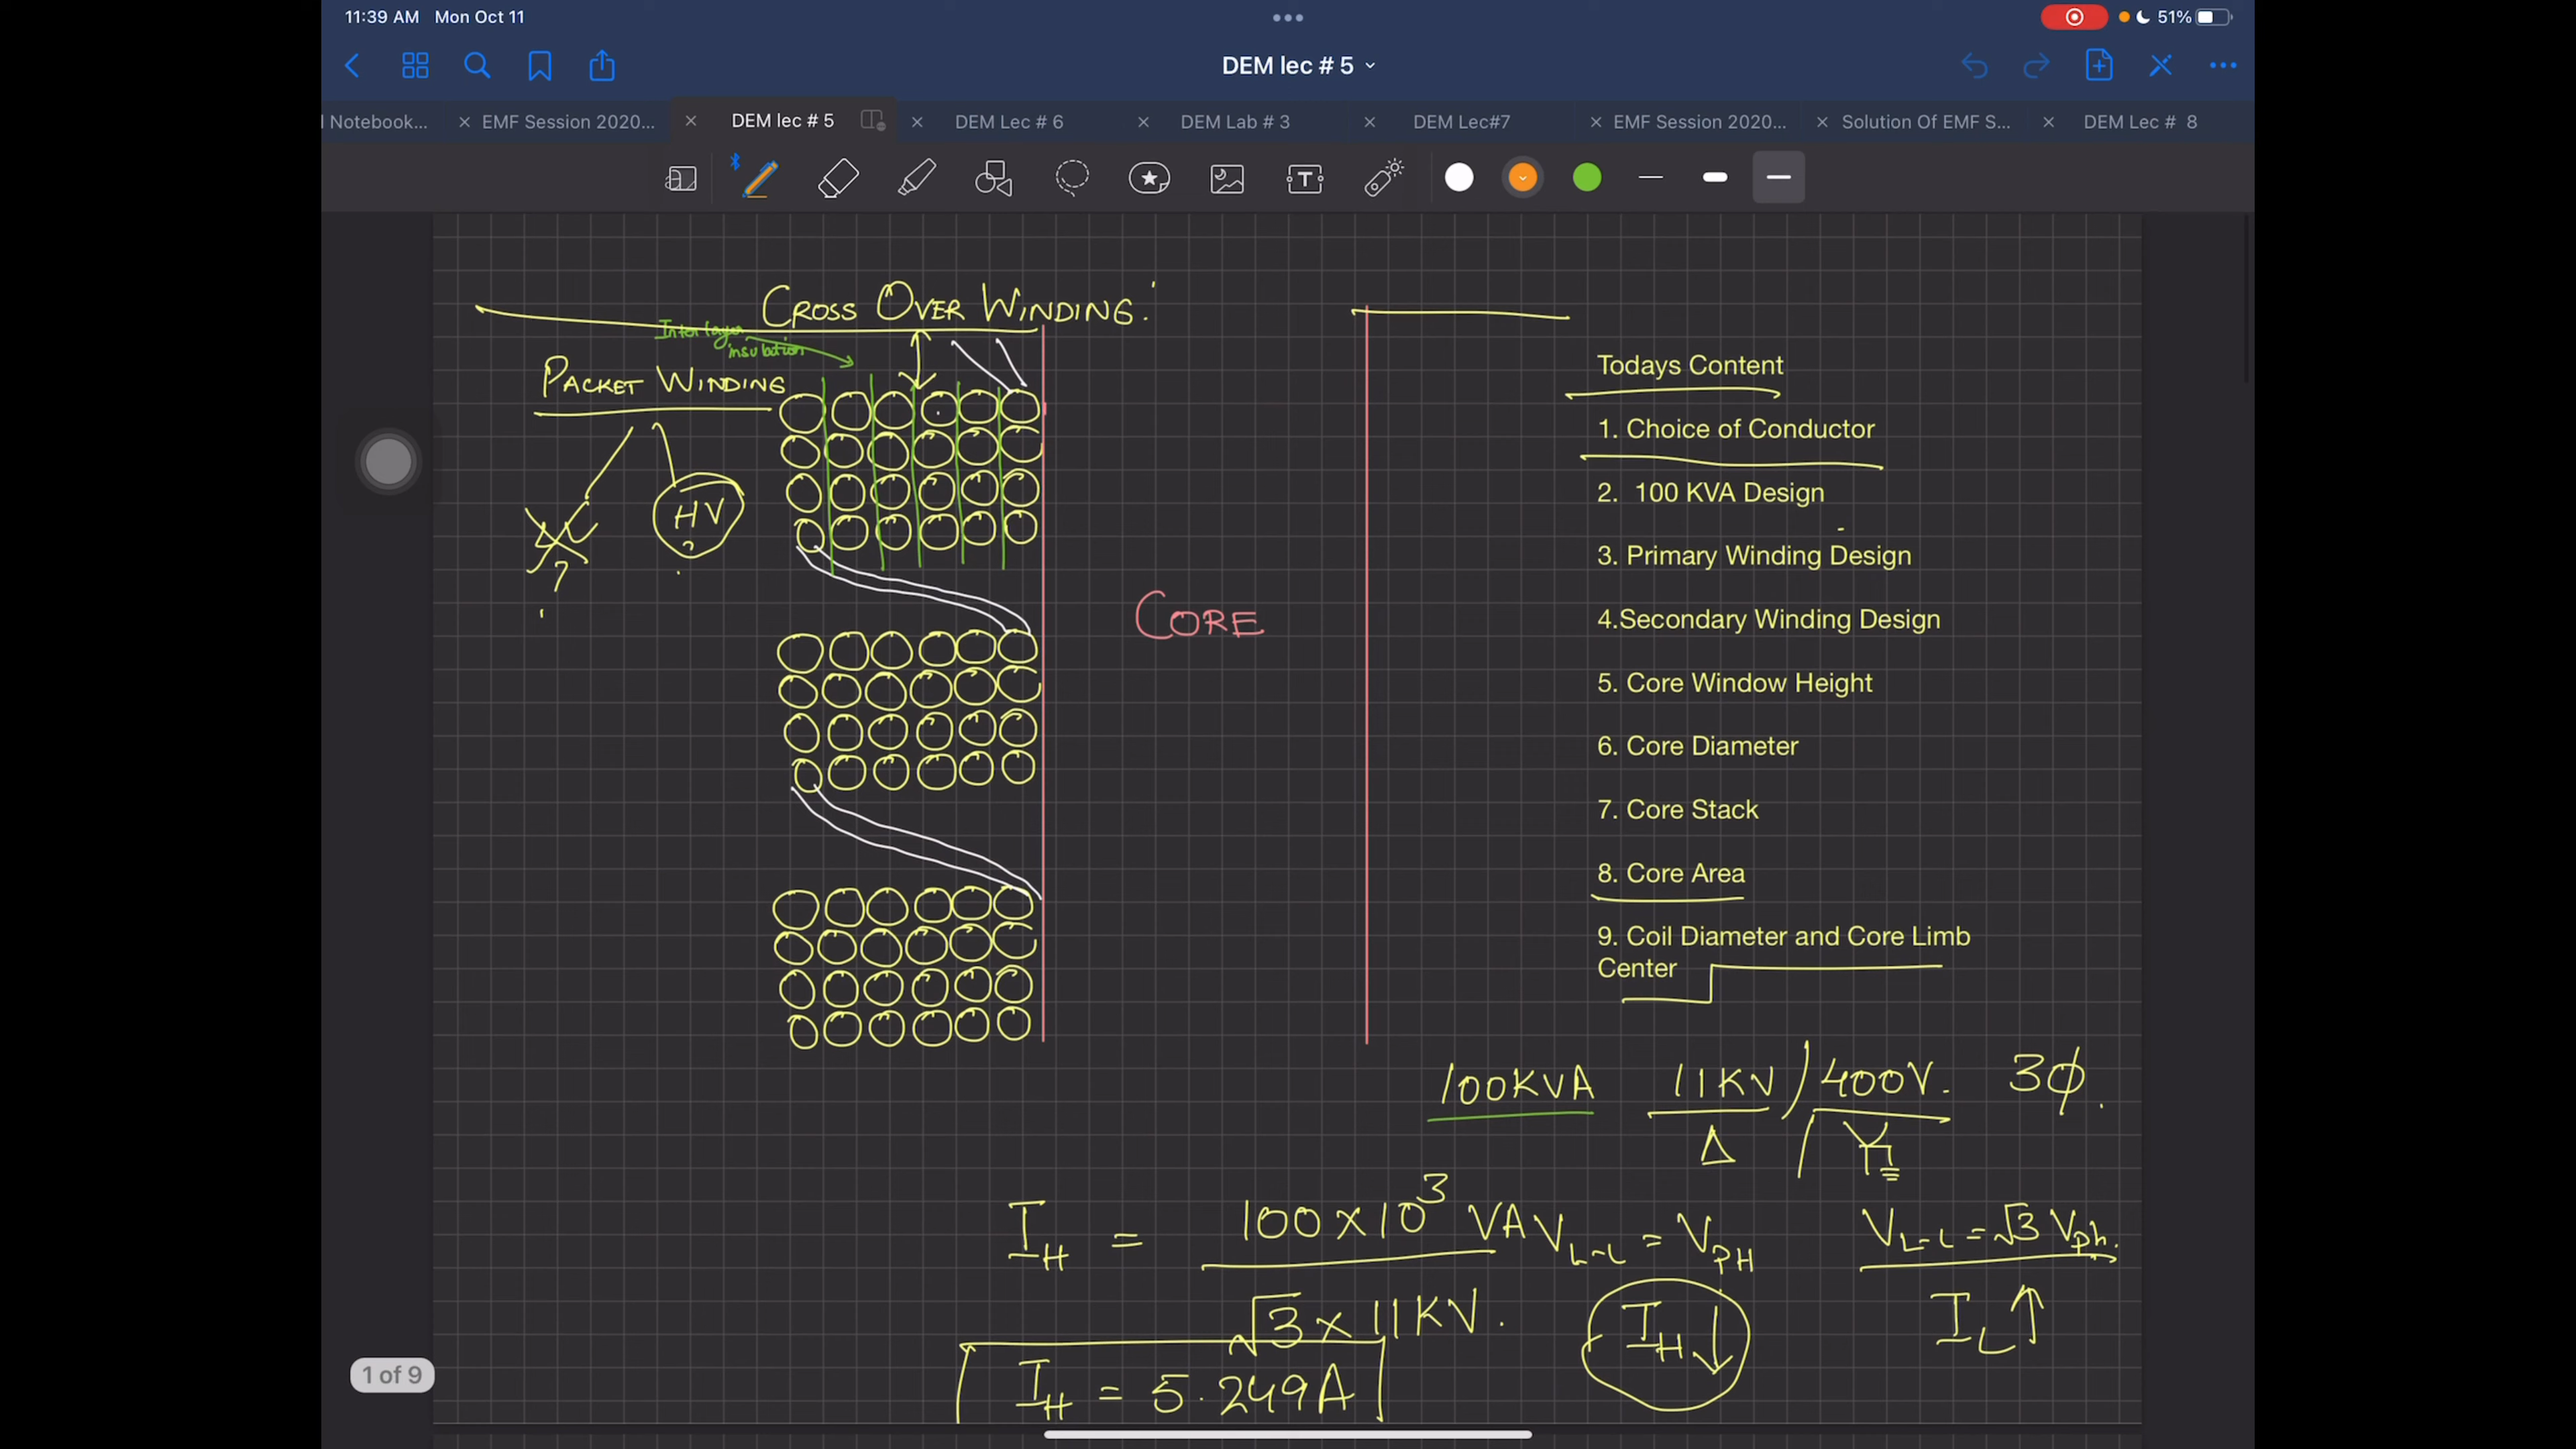 11:39 AM Mon Oct 11
51%
DEM lec # 5
l Notebook...
EMF Session 2020...
DEM lec # 5
DEM Lec # 6
DEM Lab # 3
DEM Lec#7
EMF Session 2020...
Solution Of EMF S...
DEM Lec # 8
CROSS OVER WINDING:
Inter layer
insulation
PACKET WINDING
HV
?
?
CORE
Todays Content
1. Choice of Conductor
2. 100 KVA Design
3. Primary Winding Design
4.Secondary Winding Design
5. Core Window Height
6. Core Diameter
7. Core Stack
8. Core Area
9. Coil Diameter and Core Limb
Center
100KVA 11KV / 400V. 3φ.
Δ / Y
I_H = 100×10³ VA
√3 × 11KV.
V_L-L = V_PH
V_L-L = √3 V_ph.
I_H ↓
I_L ↑
I_H = 5.249A
1 of 9